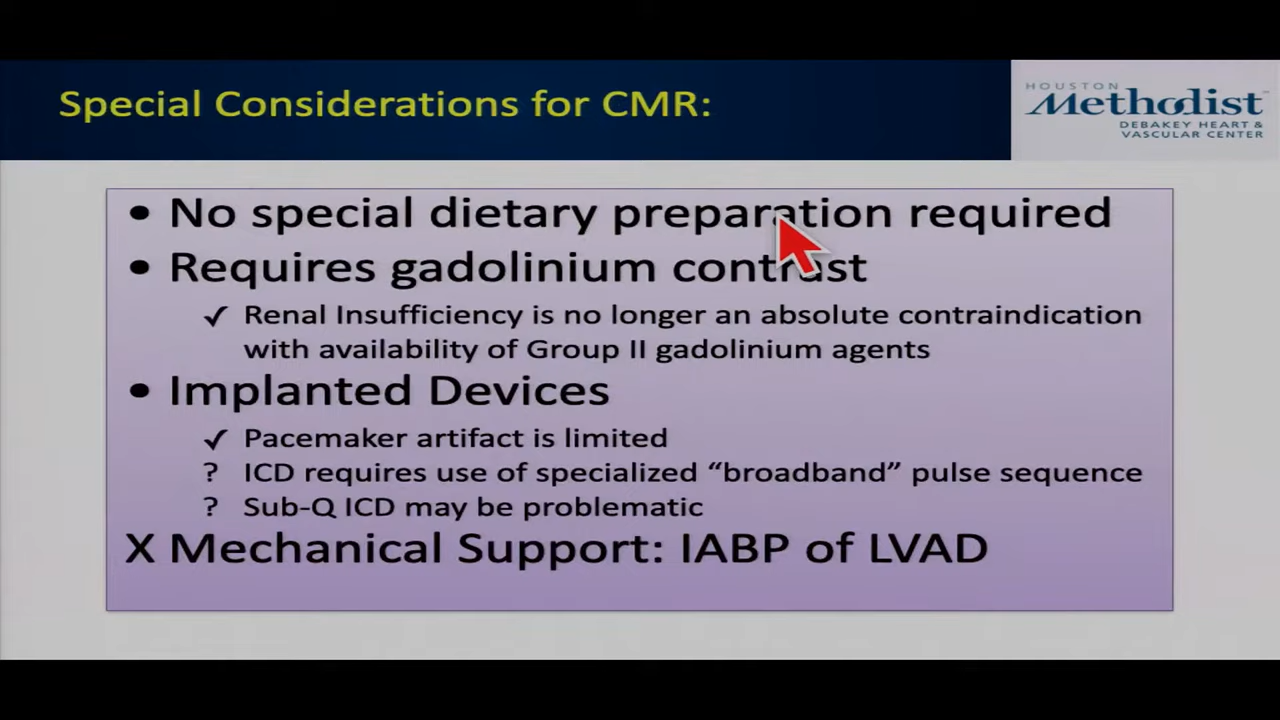 Special Considerations for CMR:
HOUSTON
Methodist
DEBAKEY HEART &
VASCULAR CENTER
• No special dietary preparation required
• Requires gadolinium contrast
✓ Renal Insufficiency is no longer an absolute contraindication
with availability of Group II gadolinium agents
• Implanted Devices
✓ Pacemaker artifact is limited
? ICD requires use of specialized “broadband” pulse sequence
? Sub-Q ICD may be problematic
X Mechanical Support: IABP of LVAD